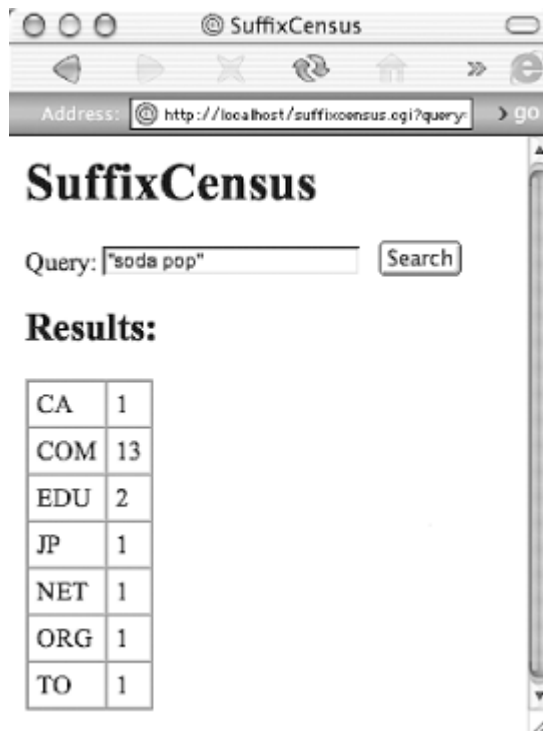 SuffixCensus
Address: http://localhost/suffixcensus.cgi?query= go
SuffixCensus
Query: "soda pop" Search
Results:
CA 1
COM 13
EDU 2
JP 1
NET 1
ORG 1
TO 1